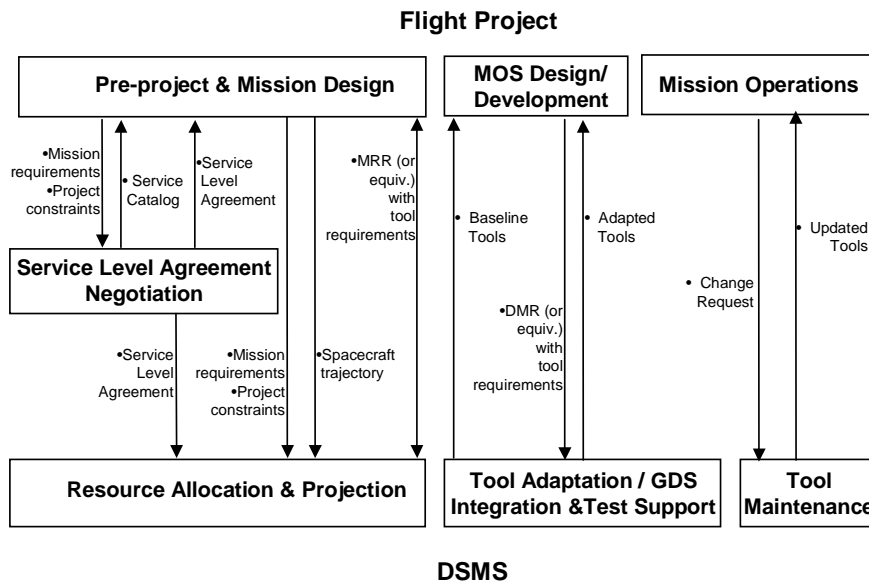 Flight Project
Pre-project & Mission Design
MOS Design/
Development
Mission Operations
•Mission
requirements
•Project
constraints
• Service
Catalog
•Service
Level
Agreement
•MRR (or
equiv.)
with
tool
requirements
• Baseline
Tools
• Adapted
Tools
• Updated
Tools
Service Level Agreement
Negotiation
• Change
Request
•DMR (or
equiv.)
with
tool
requirements
•Service
Level
Agreement
•Mission
requirements
•Project
constraints
•Spacecraft
trajectory
Resource Allocation & Projection
Tool Adaptation / GDS
Integration &Test Support
Tool
Maintenance
DSMS